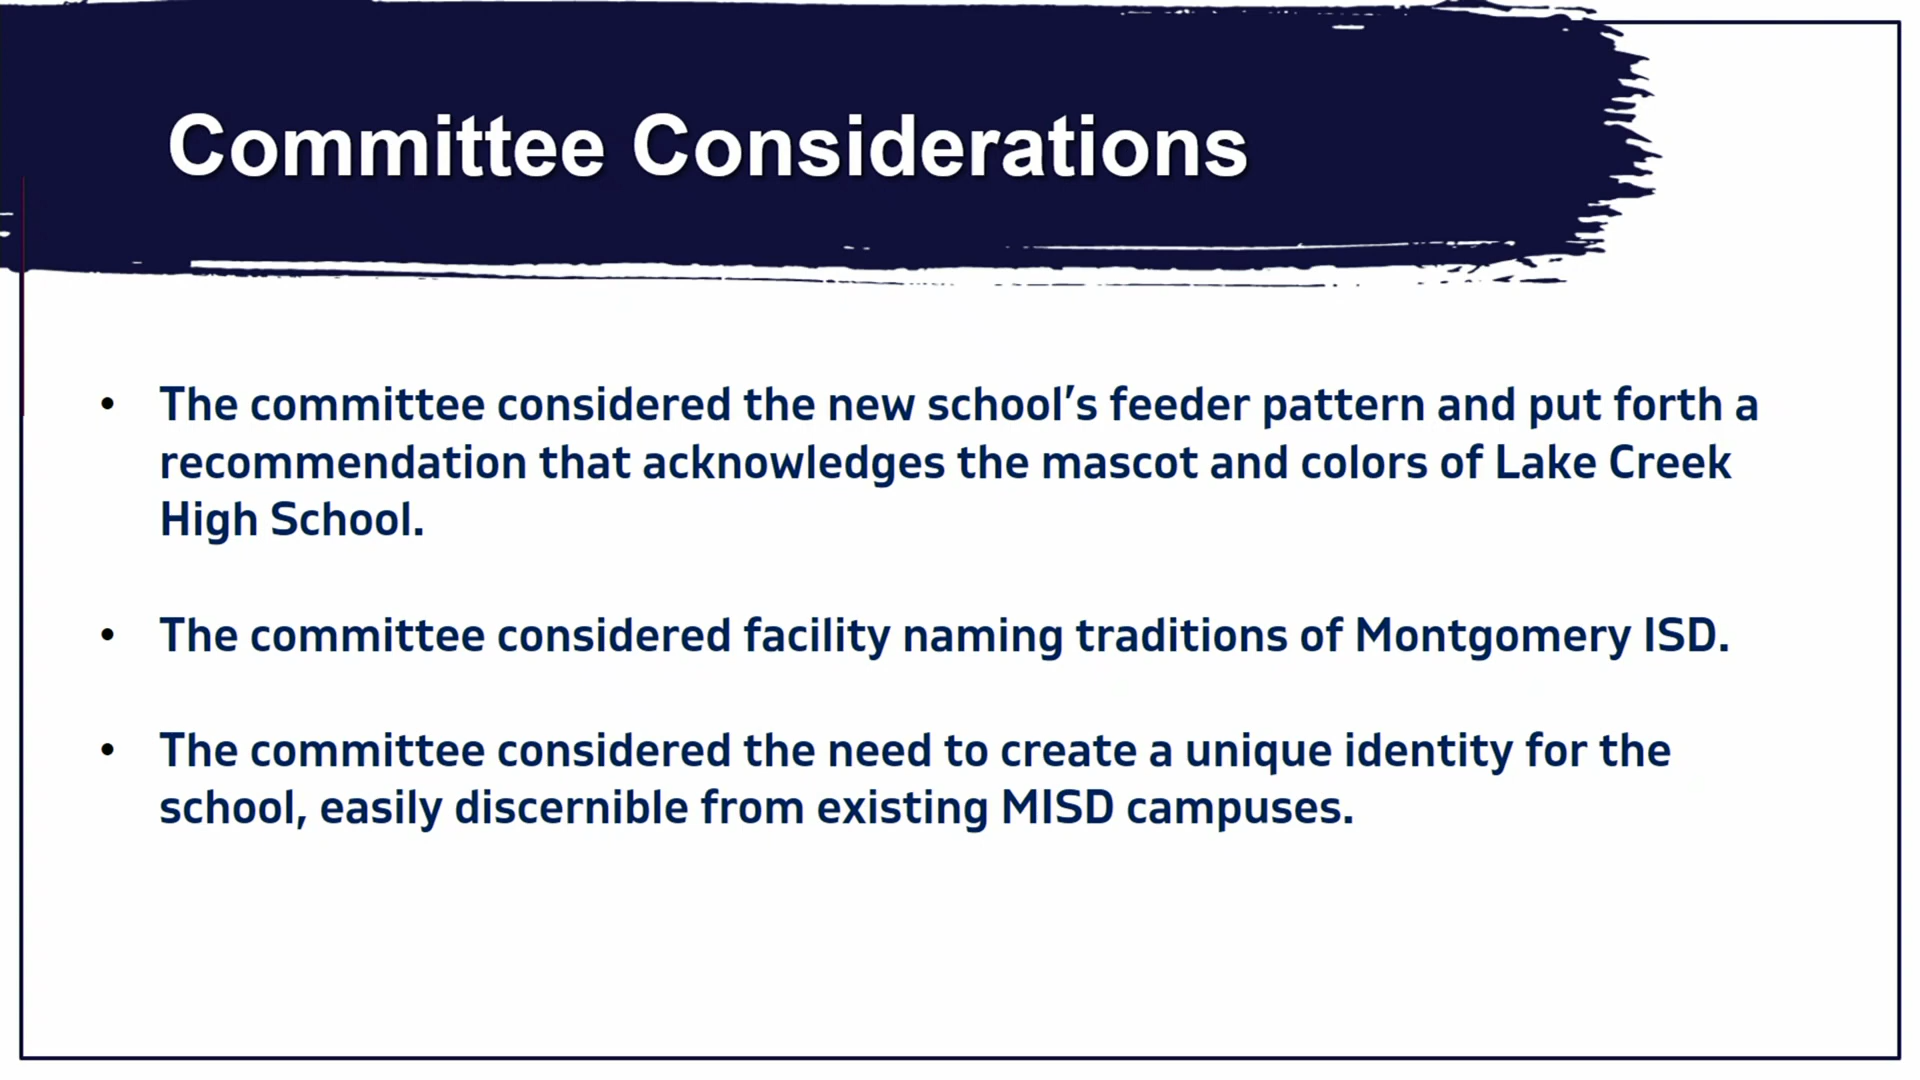 Committee Considerations
• The committee considered the new school’s feeder pattern and put forth a
recommendation that acknowledges the mascot and colors of Lake Creek
High School.
• The committee considered facility naming traditions of Montgomery ISD.
• The committee considered the need to create a unique identity for the
school, easily discernible from existing MISD campuses.